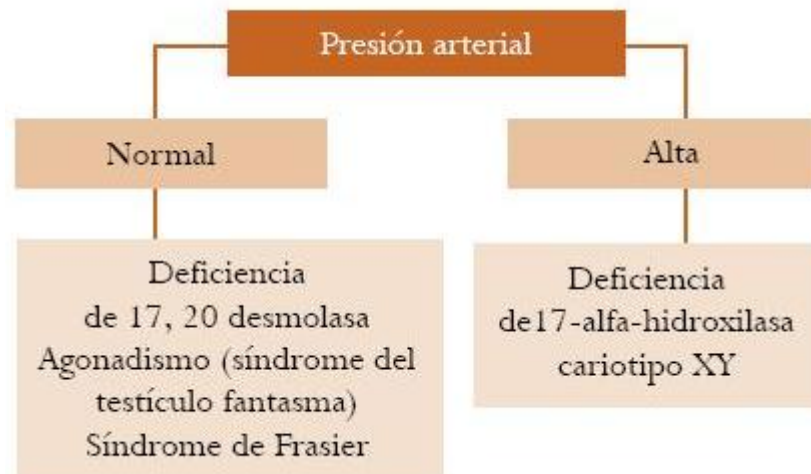 Presión arterial
Normal
Alta
Deficiencia
de 17, 20 desmolasa
Agonadismo (síndrome del
testículo fantasma)
Síndrome de Frasier
Deficiencia
de17-alfa-hidroxilasa
cariotipo XY